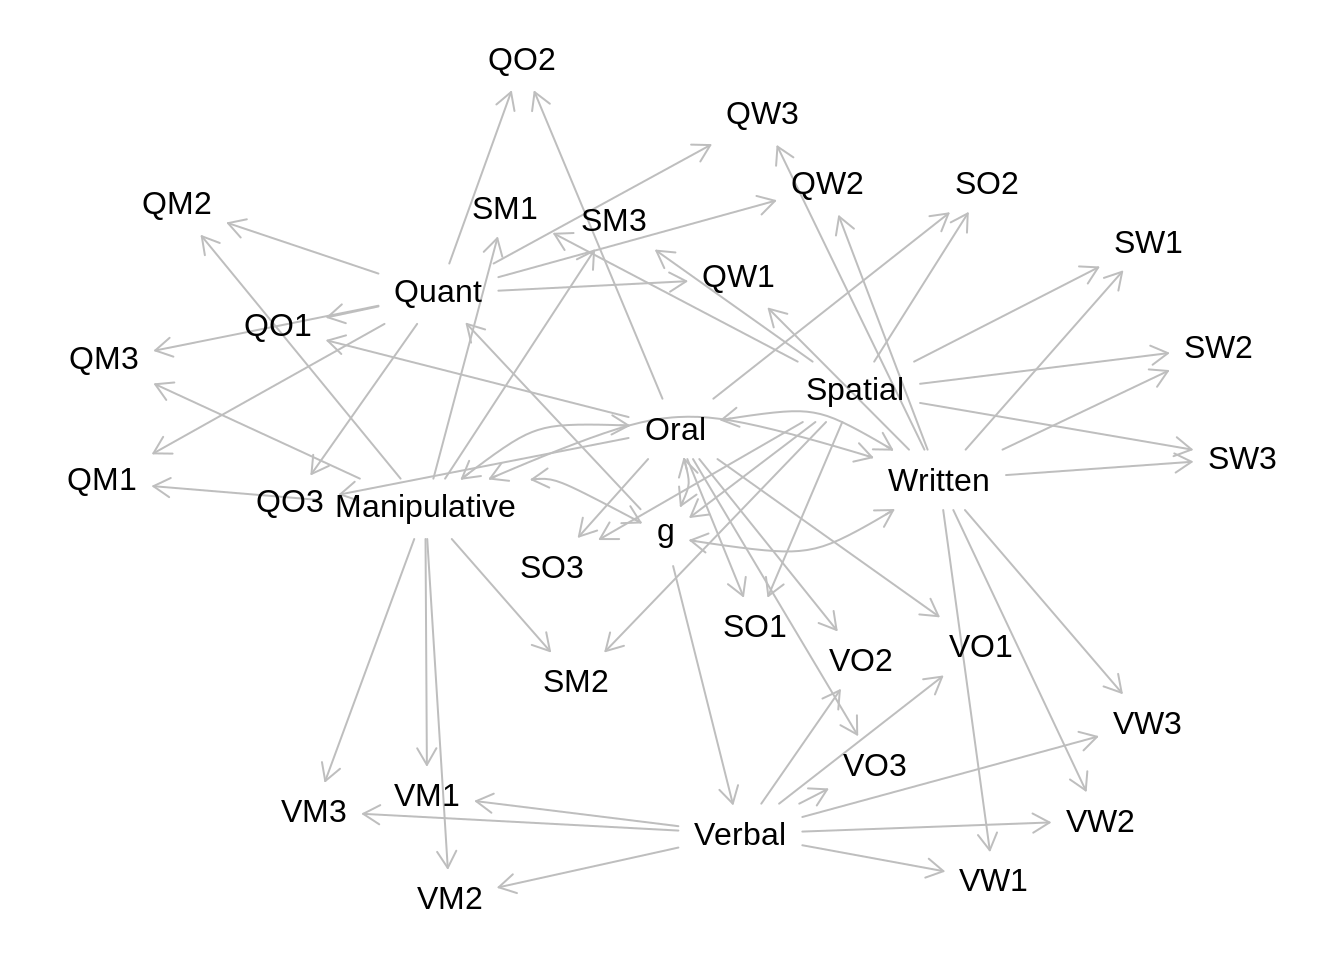 QO2
QW3
QW2
SO2
QM2
SM1
SM3
SW1
QW1
Quant
QO1
SW2
QM3
Spatial
Oral
SW3
QM1
Written
QO3
Manipulative
g
SO3
SO1
VO1
VO2
SM2
VW3
VO3
VM1
VM3
VW2
Verbal
VW1
VM2